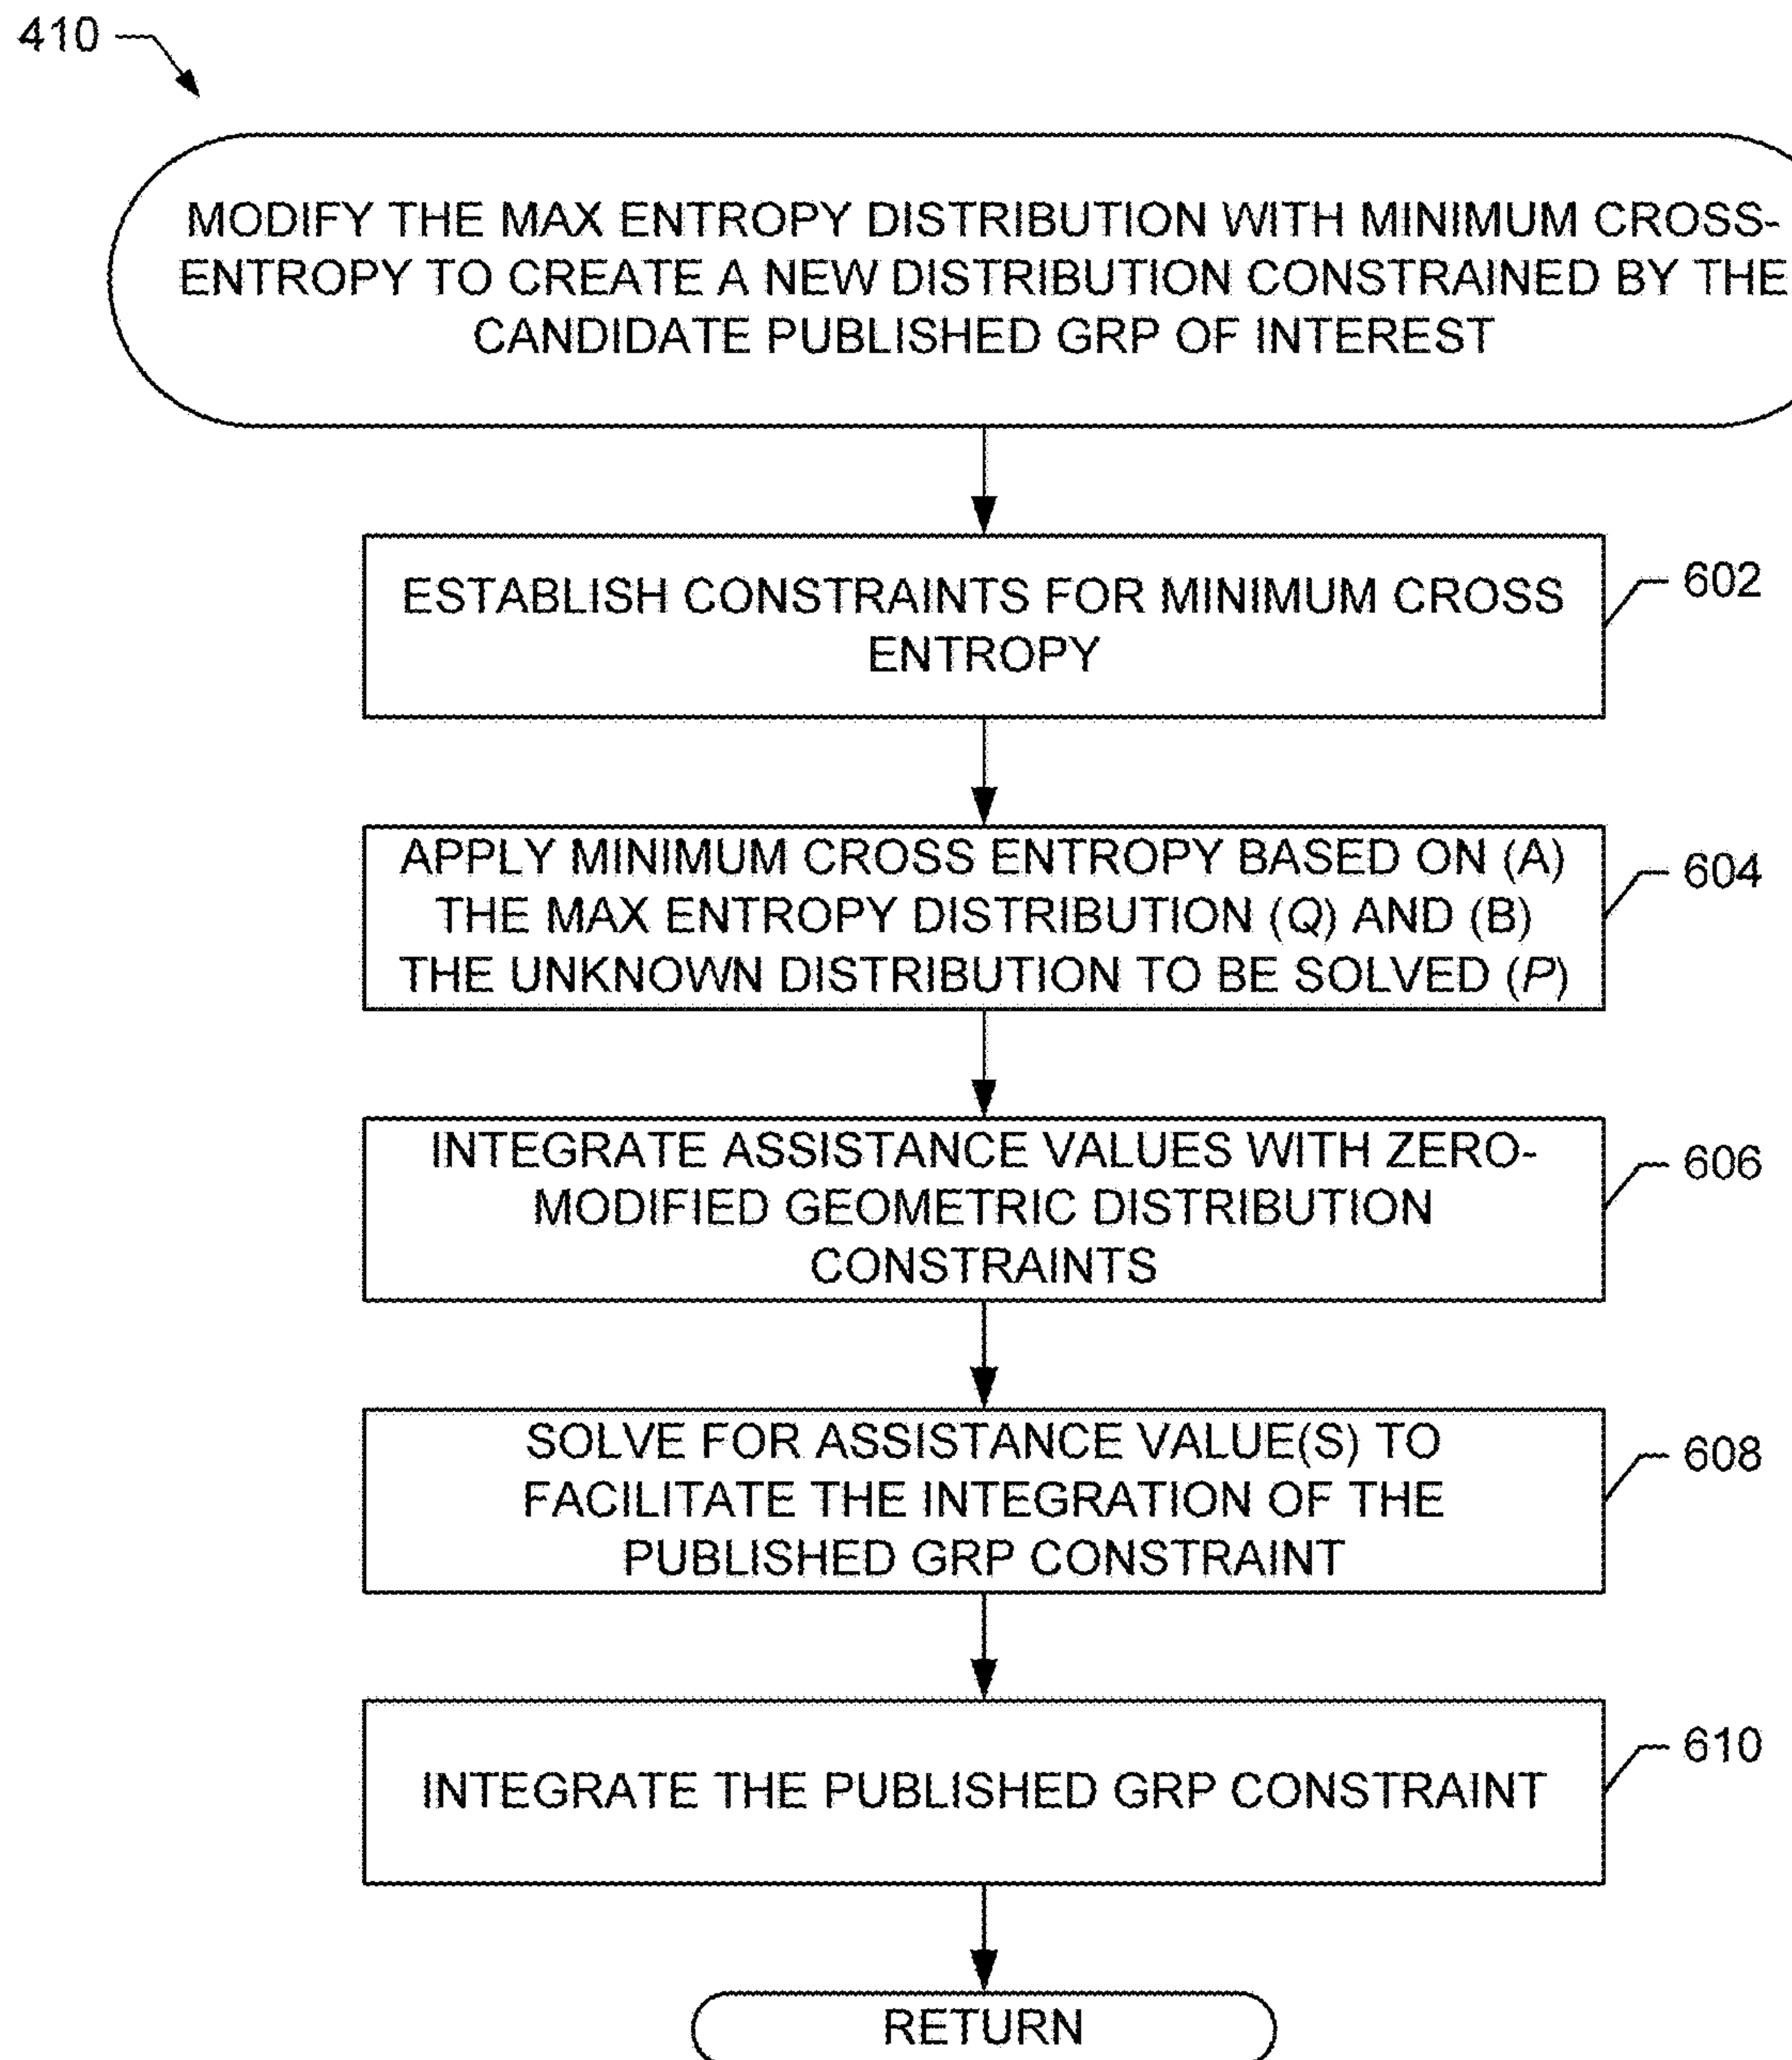 410
MODIFY THE MAX ENTROPY DISTRIBUTION WITH MINIMUM CROSS-
ENTROPY TO CREATE A NEW DISTRIBUTION CONSTRAINED BY THE
CANDIDATE PUBLISHED GRP OF INTEREST
ESTABLISH CONSTRAINTS FOR MINIMUM CROSS
ENTROPY
602
APPLY MINIMUM CROSS ENTROPY BASED ON (A)
THE MAX ENTROPY DISTRIBUTION (Q) AND (B)
THE UNKNOWN DISTRIBUTION TO BE SOLVED (P)
604
INTEGRATE ASSISTANCE VALUES WITH ZERO-
MODIFIED GEOMETRIC DISTRIBUTION
CONSTRAINTS
606
SOLVE FOR ASSISTANCE VALUE(S) TO
FACILITATE THE INTEGRATION OF THE
PUBLISHED GRP CONSTRAINT
608
INTEGRATE THE PUBLISHED GRP CONSTRAINT
610
RETURN